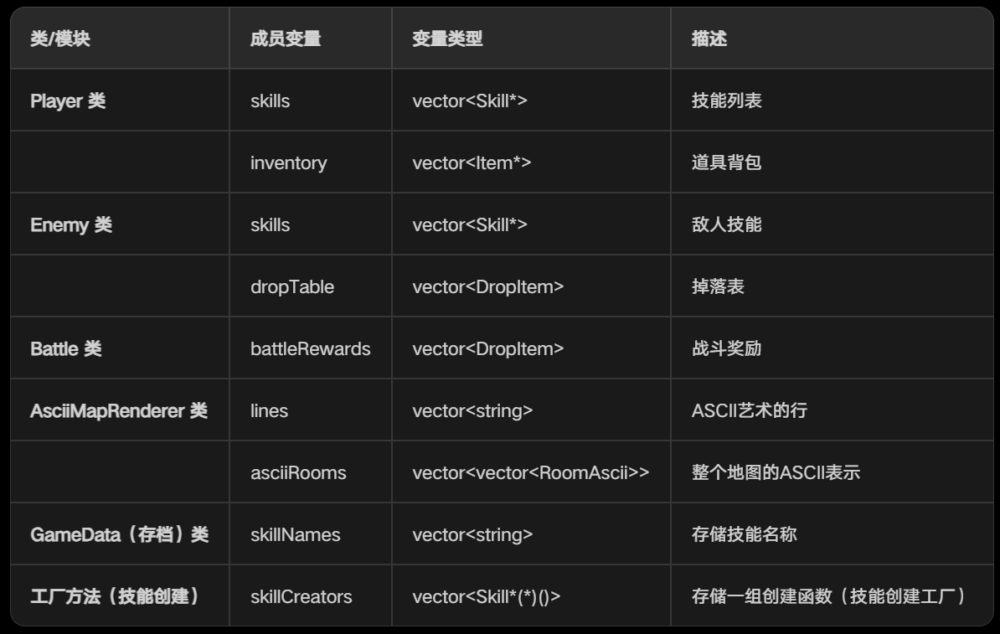 类/模块 成员变量 变量类型 描述
Player 类 skills vector<Skill*> 技能列表
inventory vector<Item*> 道具背包
Enemy 类 skills vector<Skill*> 敌人技能
dropTable vector<DropItem> 掉落表
Battle 类 battleRewards vector<DropItem> 战斗奖励
AsciiMapRenderer 类 lines vector<string> ASCII艺术的行
asciiRooms vector<vector<RoomAscii>> 整个地图的ASCII表示
GameData（存档）类 skillNames vector<string> 存储技能名称
工厂方法（技能创建） skillCreators vector<Skill*(*)()> 存储一组创建函数（技能创建工厂）